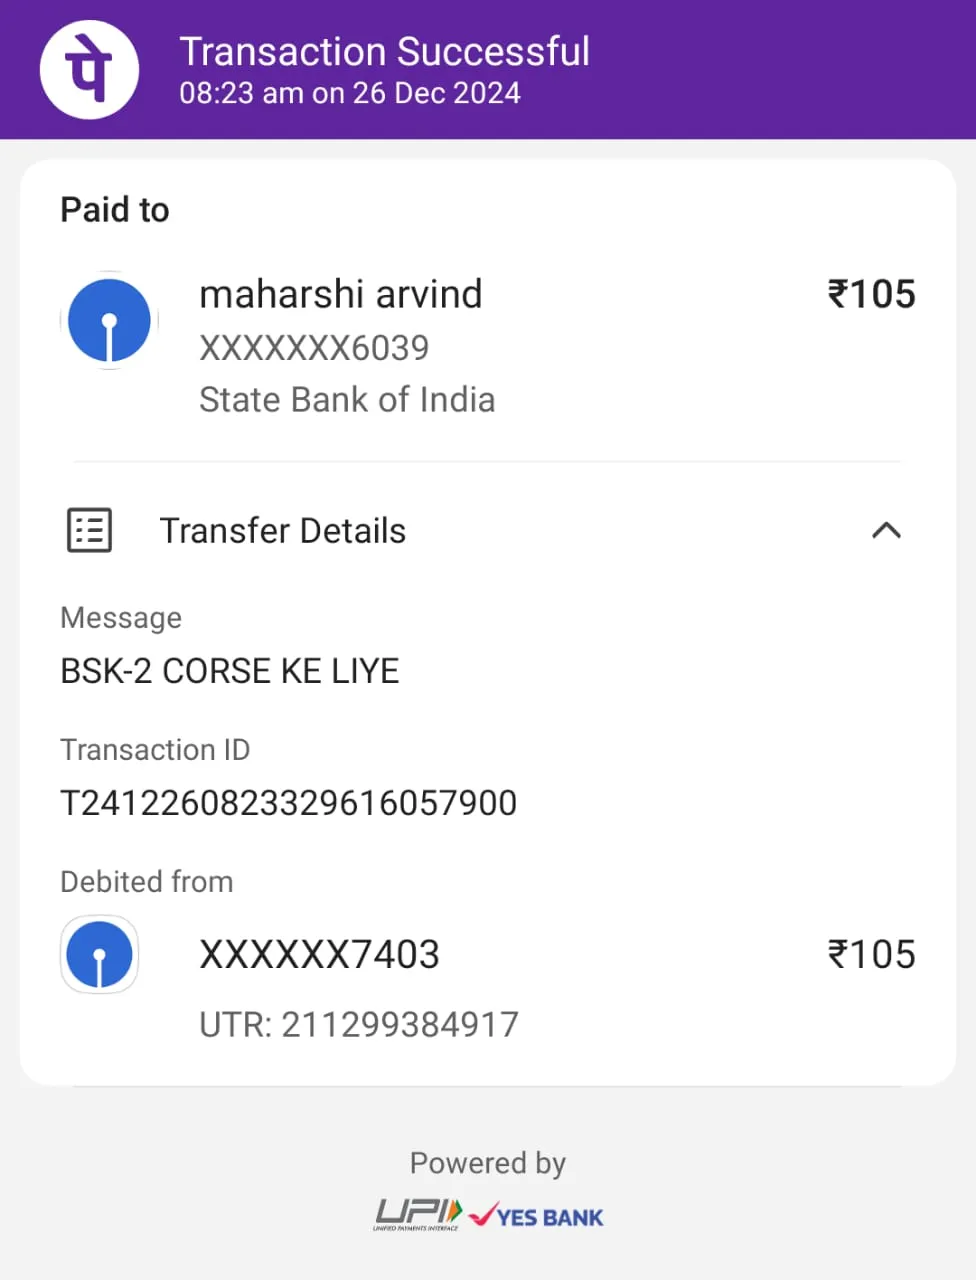 पे
Transaction Successful
08:23 am on 26 Dec 2024
Paid to
maharshi arvind
₹105
XXXXXXX6039
State Bank of India
Transfer Details
Message
BSK-2 CORSE KE LIYE
Transaction ID
T2412260823329616057900
Debited from
XXXXXX7403
₹105
UTR: 211299384917
Powered by
UPI
UNIFIED PAYMENTS INTERFACE
YES BANK